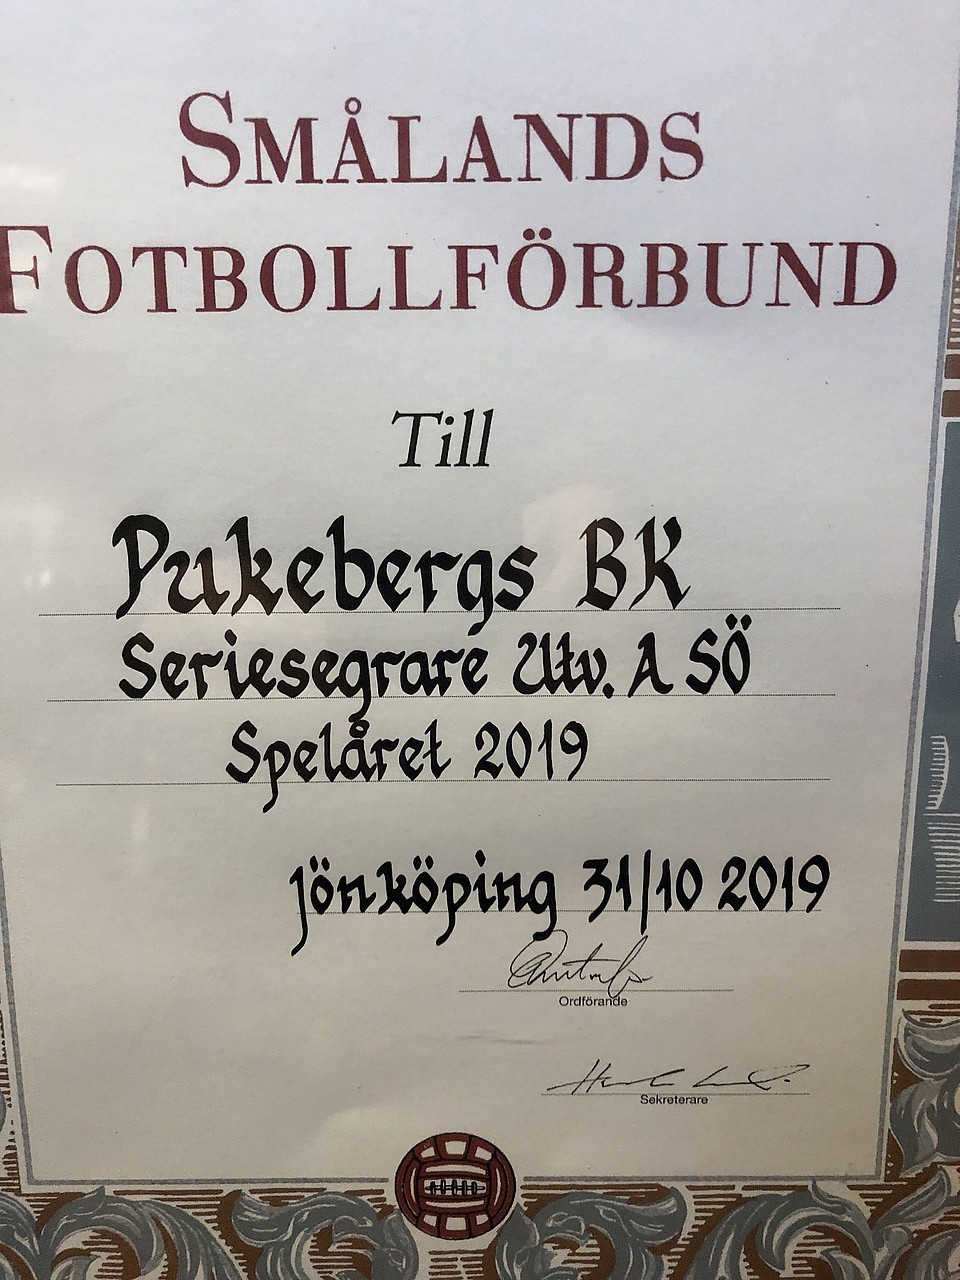 SMÅLANDS
FOTBOLLFÖRBUND
Till
Pukebergs BK
Seriesegrare Utv. A SÖ
Spelåret 2019
Jönköping 31/10 2019
Ordförande
Sekreterare